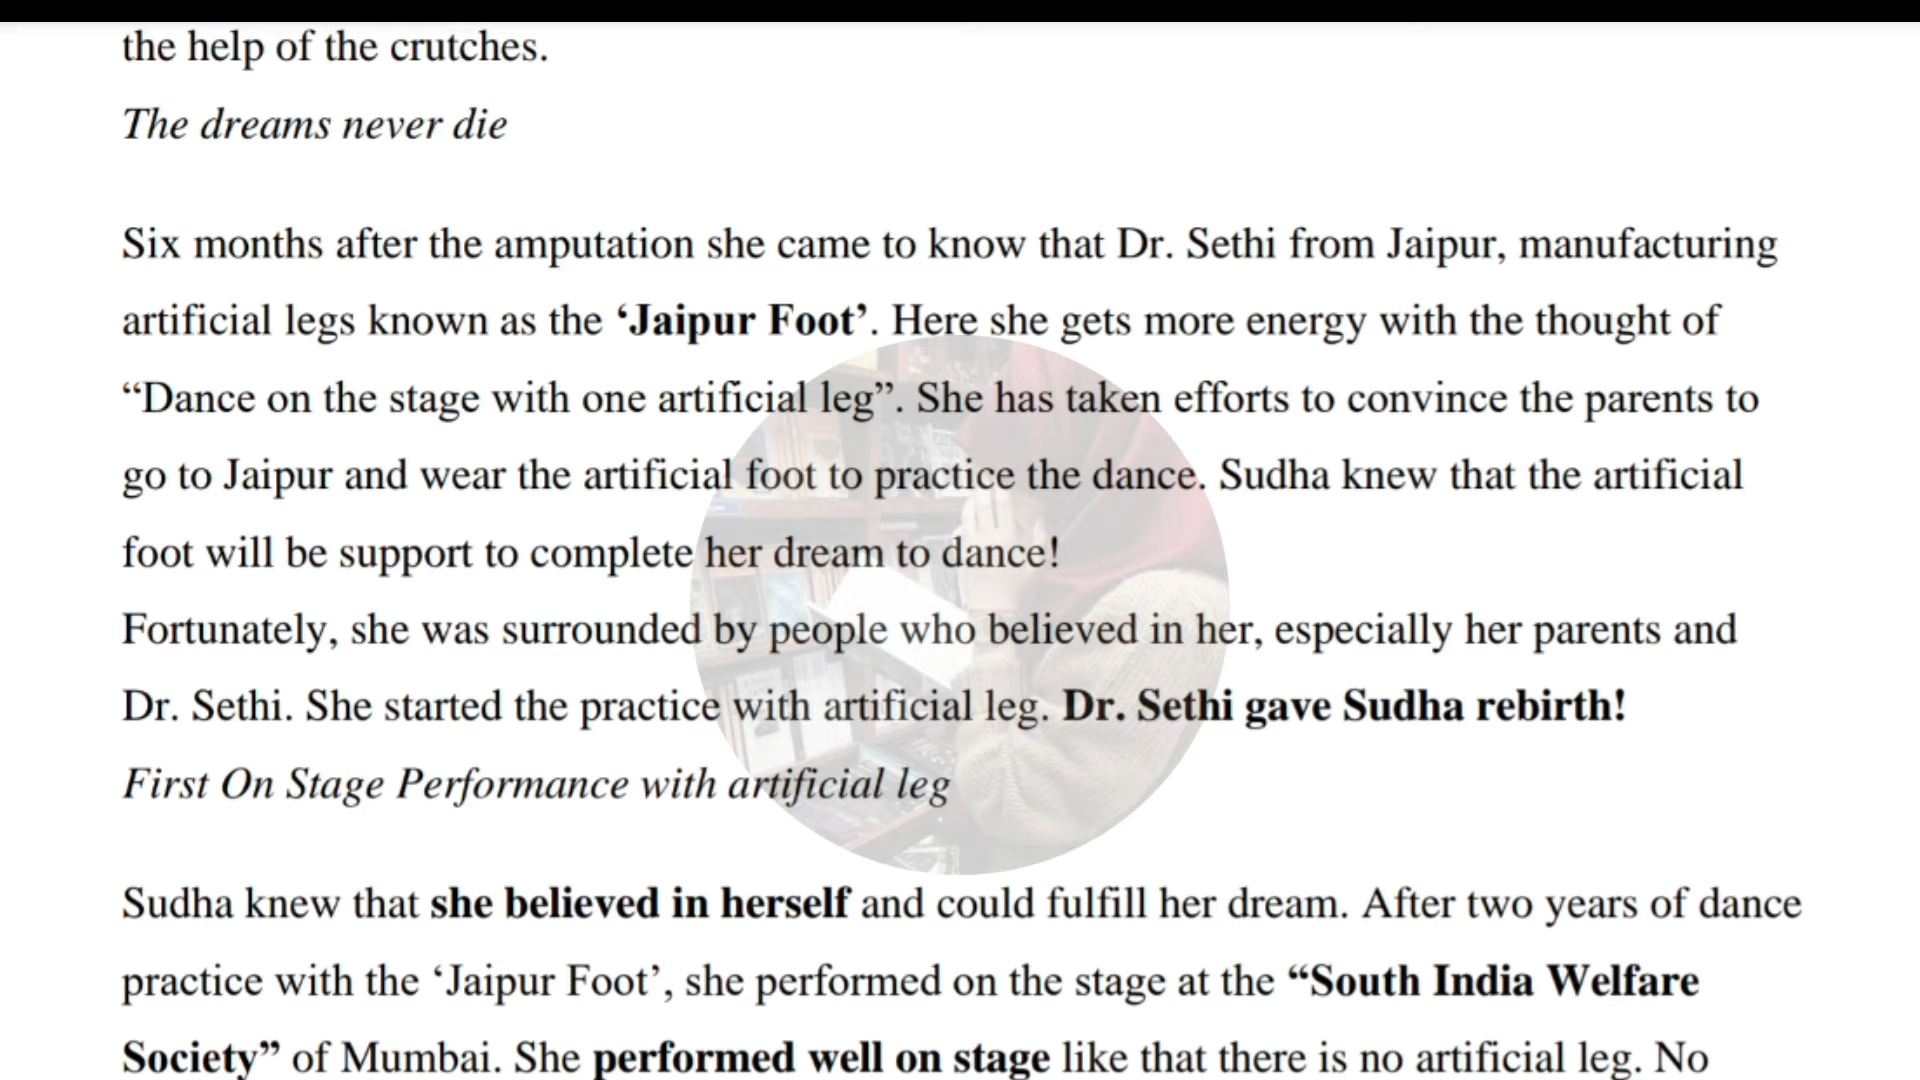 the help of the crutches.
The dreams never die
Six months after the amputation she came to know that Dr. Sethi from Jaipur, manufacturing
artificial legs known as the ‘Jaipur Foot’. Here she gets more energy with the thought of
“Dance on the stage with one artificial leg”. She has taken efforts to convince the parents to
go to Jaipur and wear the artificial foot to practice the dance. Sudha knew that the artificial
foot will be support to complete her dream to dance!
Fortunately, she was surrounded by people who believed in her, especially her parents and
Dr. Sethi. She started the practice with artificial leg. Dr. Sethi gave Sudha rebirth!
First On Stage Performance with artificial leg
Sudha knew that she believed in herself and could fulfill her dream. After two years of dance
practice with the ‘Jaipur Foot’, she performed on the stage at the “South India Welfare
Society” of Mumbai. She performed well on stage like that there is no artificial leg. No